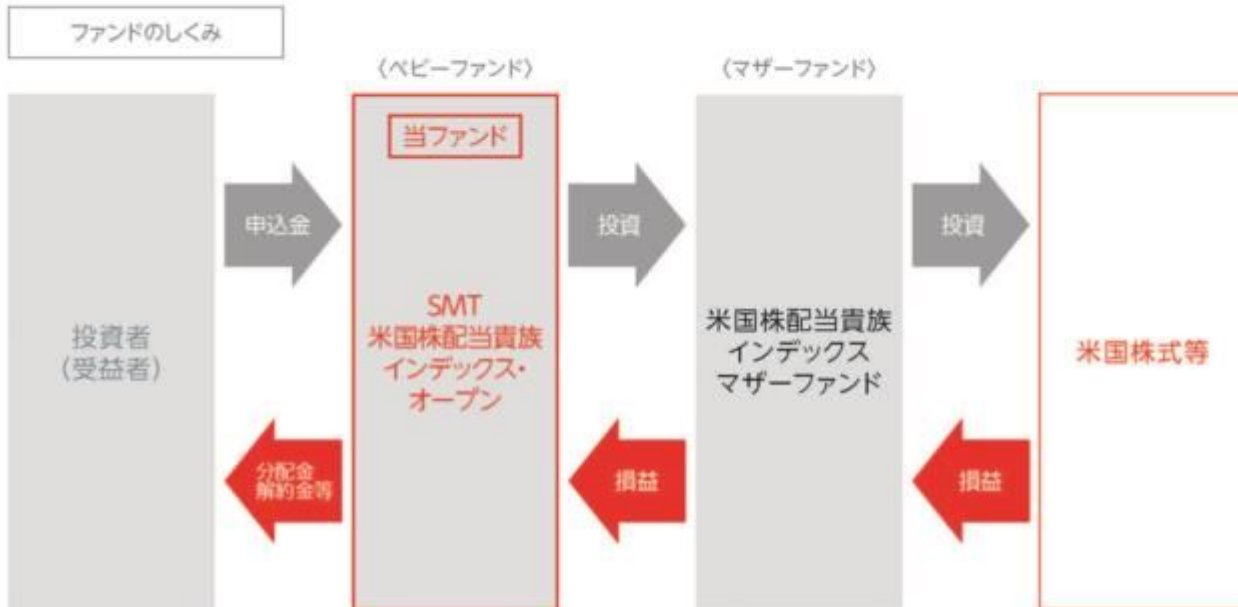 ファンドのしくみ
〈ベビーファンド〉
〈マザーファンド〉
投資者
(受益者)
申込金
分配金
解約金等
当ファンド
SMT
米国株配当貴族
インデックス・
オープン
投資
損益
米国株配当貴族
インデックス
マザーファンド
投資
損益
米国株式等